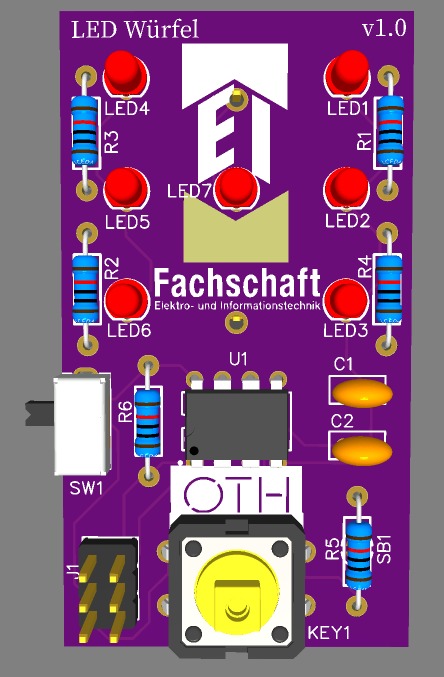 LED Würfel
v1.0
LED4
LED1
R3
R1
EI
LED7
LED5
LED2
R2
R4
Fachschaft
Elektro- und Informationstechnik
LED6
LED3
U1
C1
R6
C2
SW1
OTH
R5
SB1
J1
KEY1